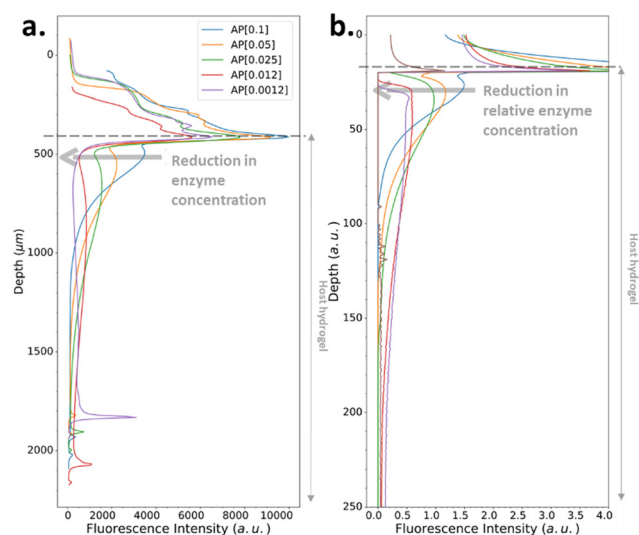 a.
AP[0.1]
AP[0.05]
AP[0.025]
AP[0.012]
AP[0.0012]
0
500
1000
1500
2000
Depth (μm)
Reduction in
enzyme
concentration
Host hydrogel
0 2000 4000 6000 8000 10000
Fluorescence Intensity (a. u.)
b.
0
50
100
150
200
250
Depth (a. u.)
Reduction in
relative enzyme
concentration
Host hydrogel
0.0 0.5 1.0 1.5 2.0 2.5 3.0 3.5 4.0
Fluorescence Intensity (a. u.)